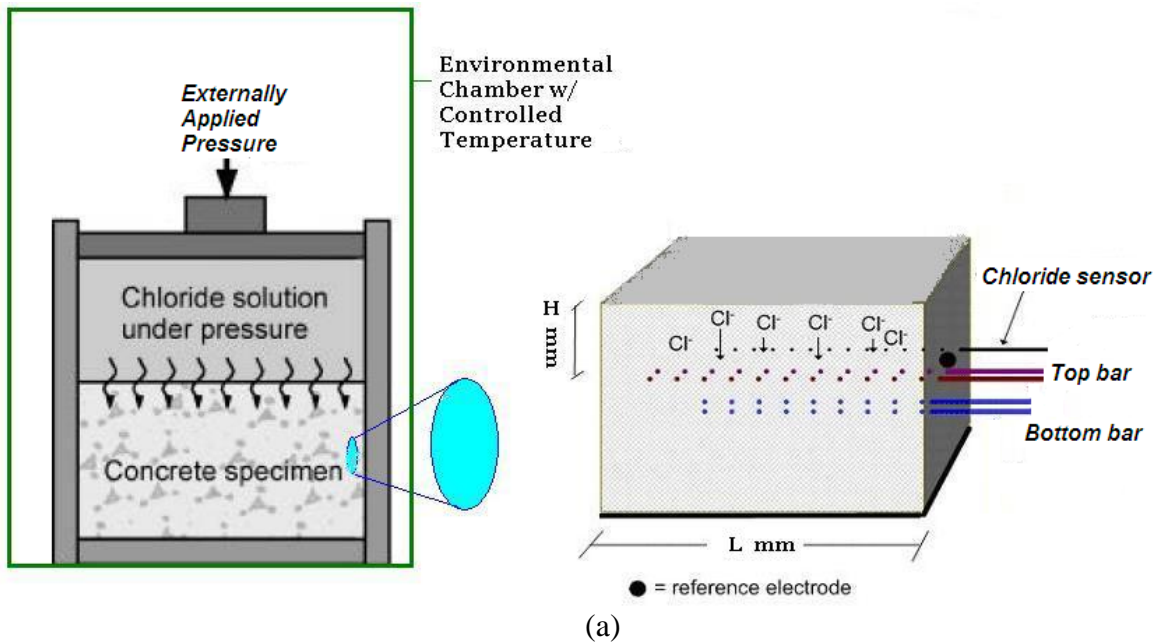 Environmental
Chamber w/
Controlled
Temperature
Externally
Applied
Pressure
Chloride solution
under pressure
Concrete specimen
Chloride sensor
H
mm
Cl-
Cl-
Cl-
Cl-
Cl-
Cl-
Top bar
Bottom bar
L mm
● = reference electrode
(a)